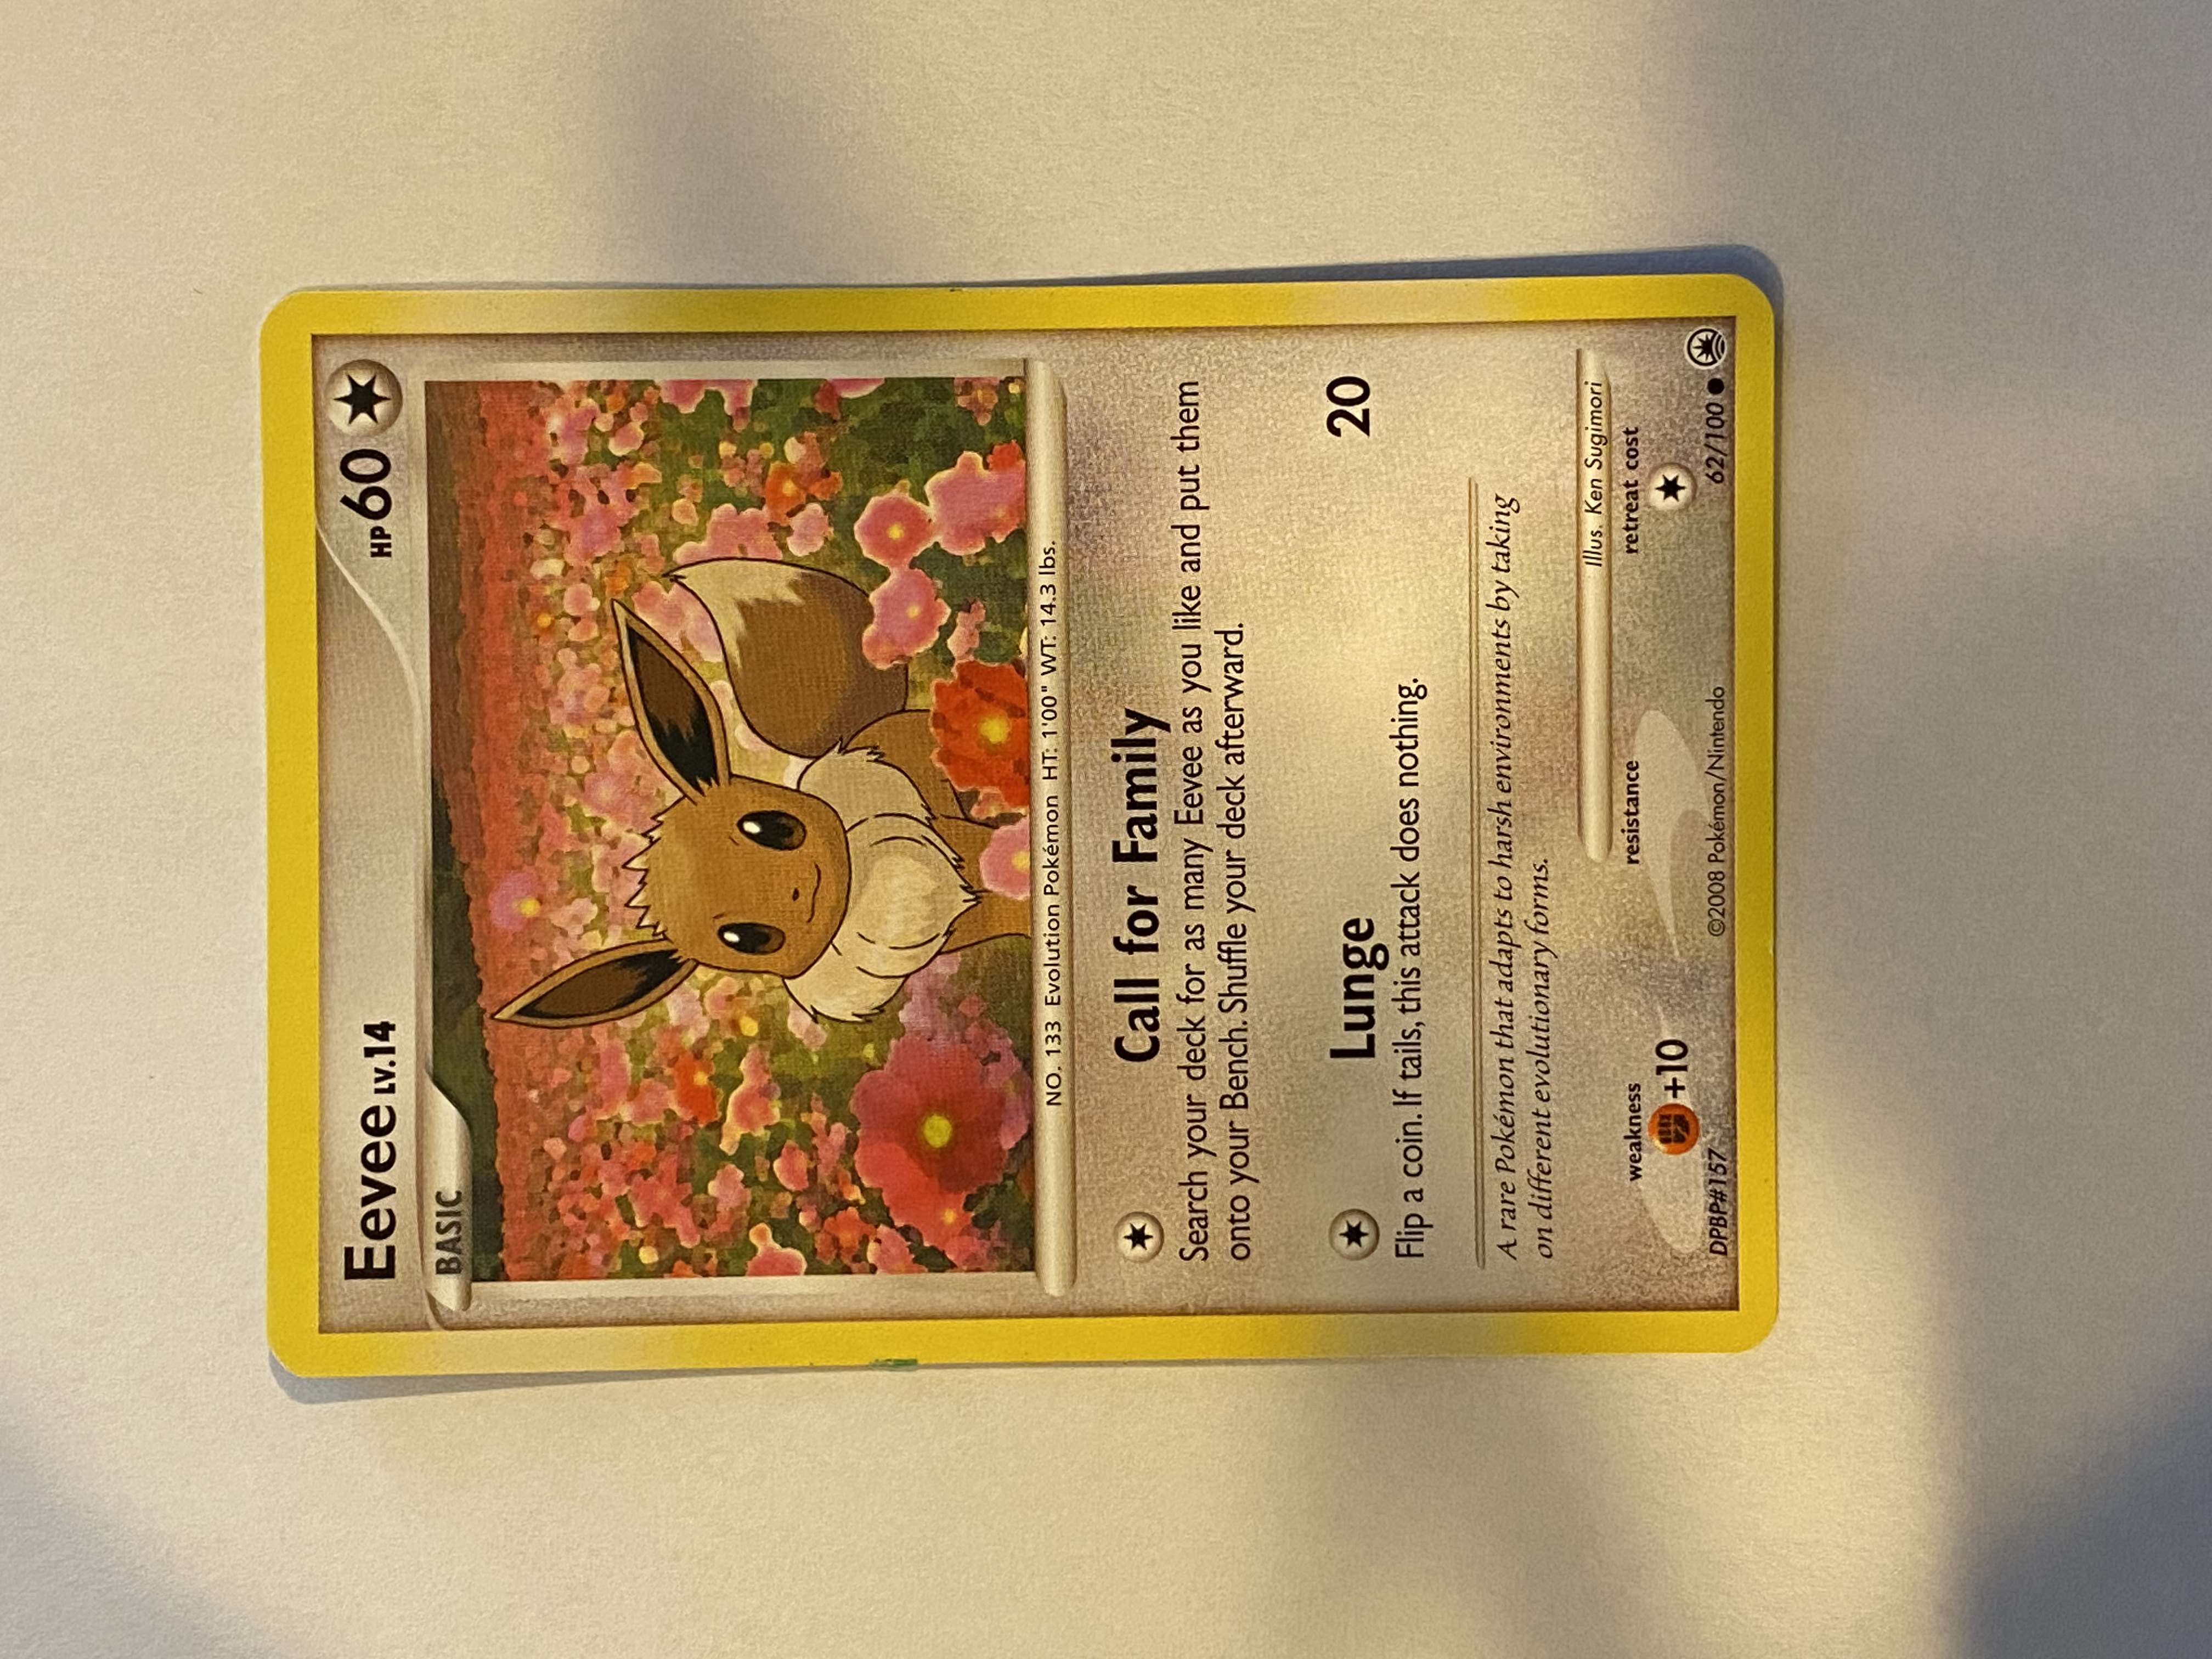 Eevee LV.14 HP 60
BASIC
NO. 133 Evolution Pokémon HT: 1'00" WT: 14.3 lbs.
Call for Family
Search your deck for as many Eevee as you like and put them
onto your Bench. Shuffle your deck afterward.
Lunge 20
Flip a coin. If tails, this attack does nothing.
A rare Pokémon that adapts to harsh environments by taking
on different evolutionary forms.
Illus. Ken Sugimori
weakness resistance retreat cost
+10
DPBP#157 ©2008 Pokémon/Nintendo 62/100